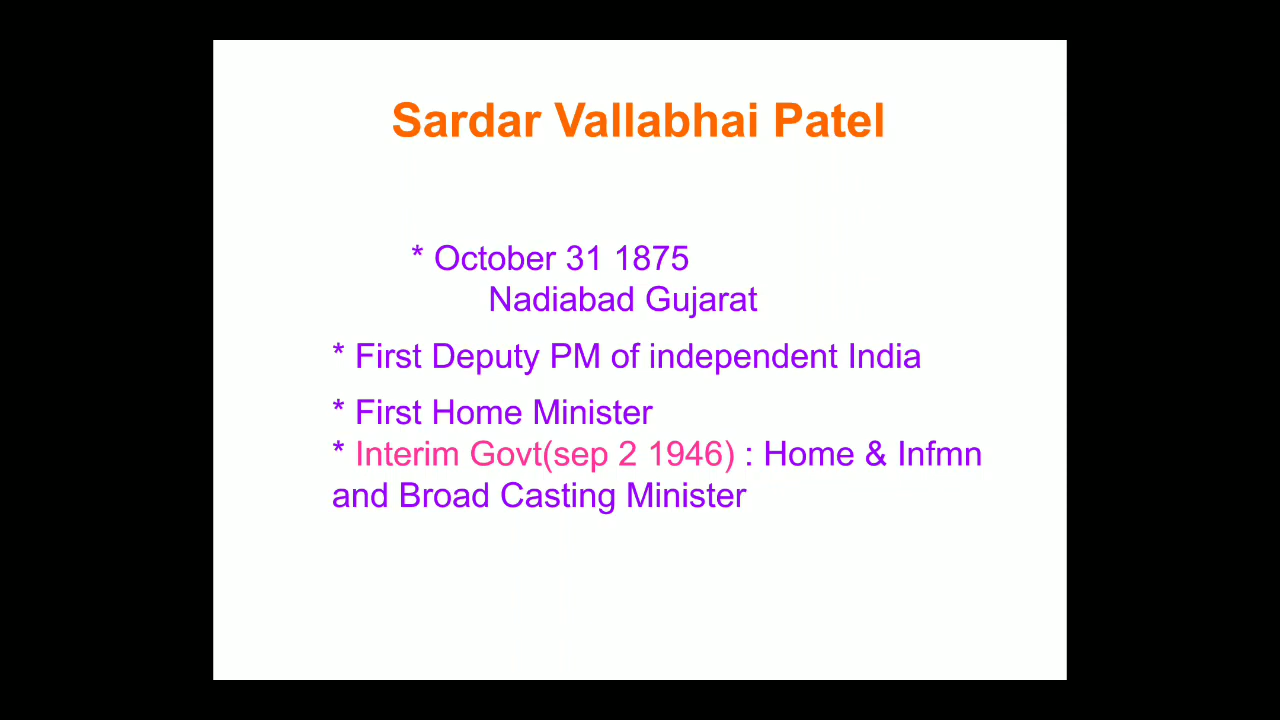 Sardar Vallabhai Patel
* October 31 1875
Nadiabad Gujarat
* First Deputy PM of independent India
* First Home Minister
* Interim Govt(sep 2 1946) : Home & Infmn
and Broad Casting Minister